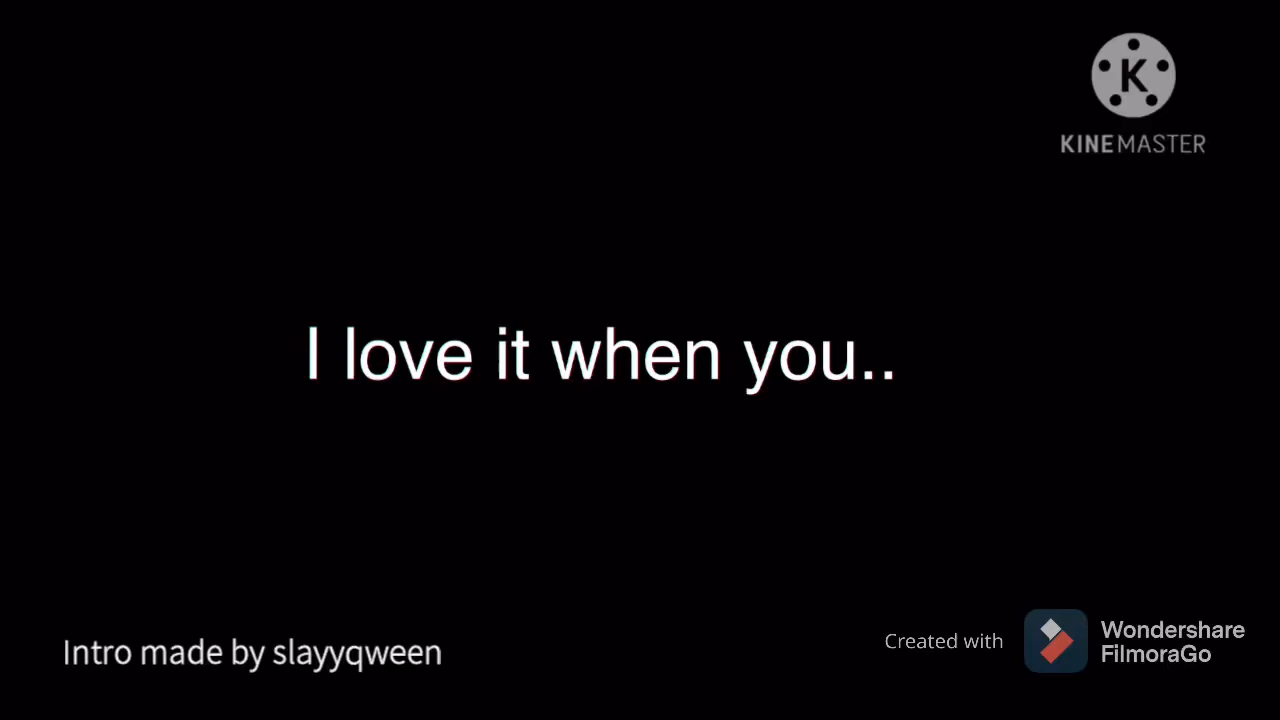 K
KINEMASTER
I love it when you..
Intro made by slayyqween
Created with
Wondershare
FilmoraGo